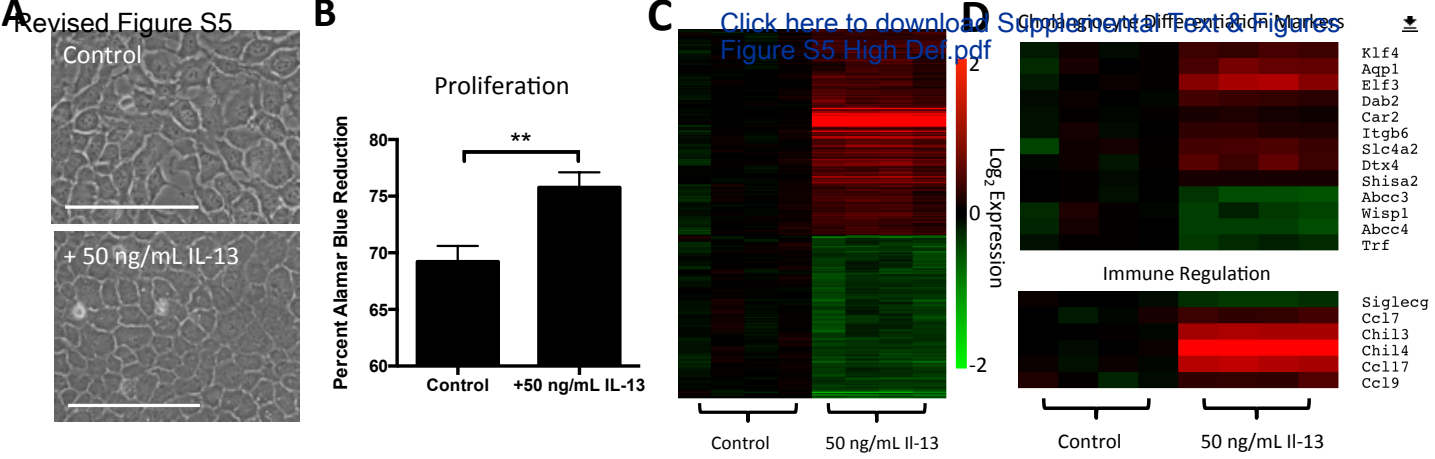 A
Revised Figure S5
Control
+ 50 ng/mL IL-13
B
Proliferation
**
Percent Alamar Blue Reduction
80
75
70
65
60
Control
+50 ng/mL IL-13
C
Click here to download Supplemental Text & Figures
Figure S5 High Def.pdf
2
0
-2
Log2 Expression
Control
50 ng/mL Il-13
D
Cholangiocyte Differentiation Markers
Klf4
Aqp1
Elf3
Dab2
Car2
Itgb6
Slc4a2
Dtx4
Shisa2
Abcc3
Wisp1
Abcc4
Trf
Immune Regulation
Siglecg
Ccl7
Chil3
Chil4
Ccl17
Ccl9
Control
50 ng/mL Il-13